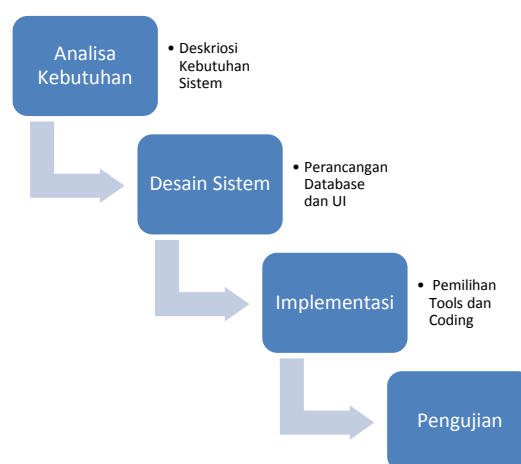 Analisa
Kebutuhan
• Deskriosi
Kebutuhan
Sistem
Desain Sistem
• Perancangan
Database
dan UI
Implementasi
• Pemilihan
Tools dan
Coding
Pengujian